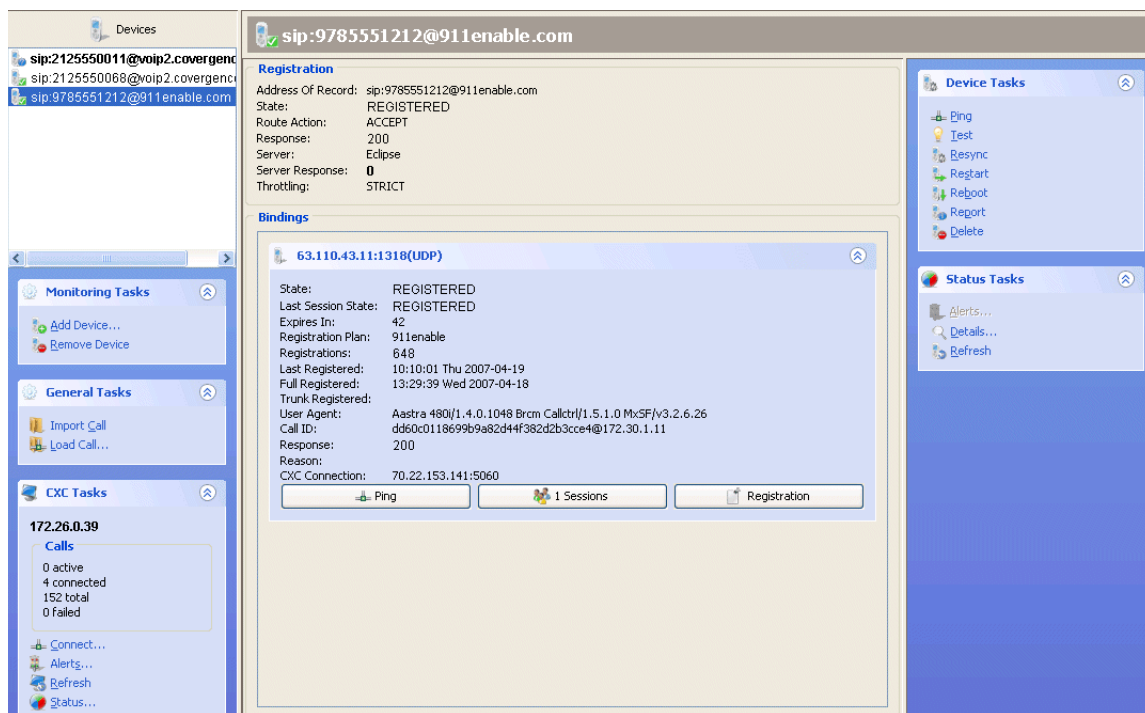 Devices
sip:2125550011@voip2.covergenc
sip:2125550068@voip2.covergenc
sip:9785551212@911enable.com
Monitoring Tasks
Add Device...
Remove Device
General Tasks
Import Call
Load Call...
CXC Tasks
172.26.0.39
Calls
0 active
4 connected
152 total
0 failed
Connect...
Alerts...
Refresh
Status...
sip:9785551212@911enable.com
Registration
Address Of Record: sip:9785551212@911enable.com
State: REGISTERED
Route Action: ACCEPT
Response: 200
Server: Eclipse
Server Response: 0
Throttling: STRICT
Bindings
63.110.43.11:1318(UDP)
State: REGISTERED
Last Session State: REGISTERED
Expires In: 42
Registration Plan: 911enable
Registrations: 648
Last Registered: 10:10:01 Thu 2007-04-19
Full Registered: 13:29:39 Wed 2007-04-18
Trunk Registered:
User Agent: Aastra 480i/1.4.0.1048 Brcm Callctrl/1.5.1.0 MxSF/v3.2.6.26
Call ID: dd60c0118699b9a82d44f382d2b3cce4@172.30.1.11
Response: 200
Reason:
CXC Connection: 70.22.153.141:5060
Ping
1 Sessions
Registration
Device Tasks
Ping
Test
Resync
Restart
Reboot
Report
Delete
Status Tasks
Alerts...
Details...
Refresh